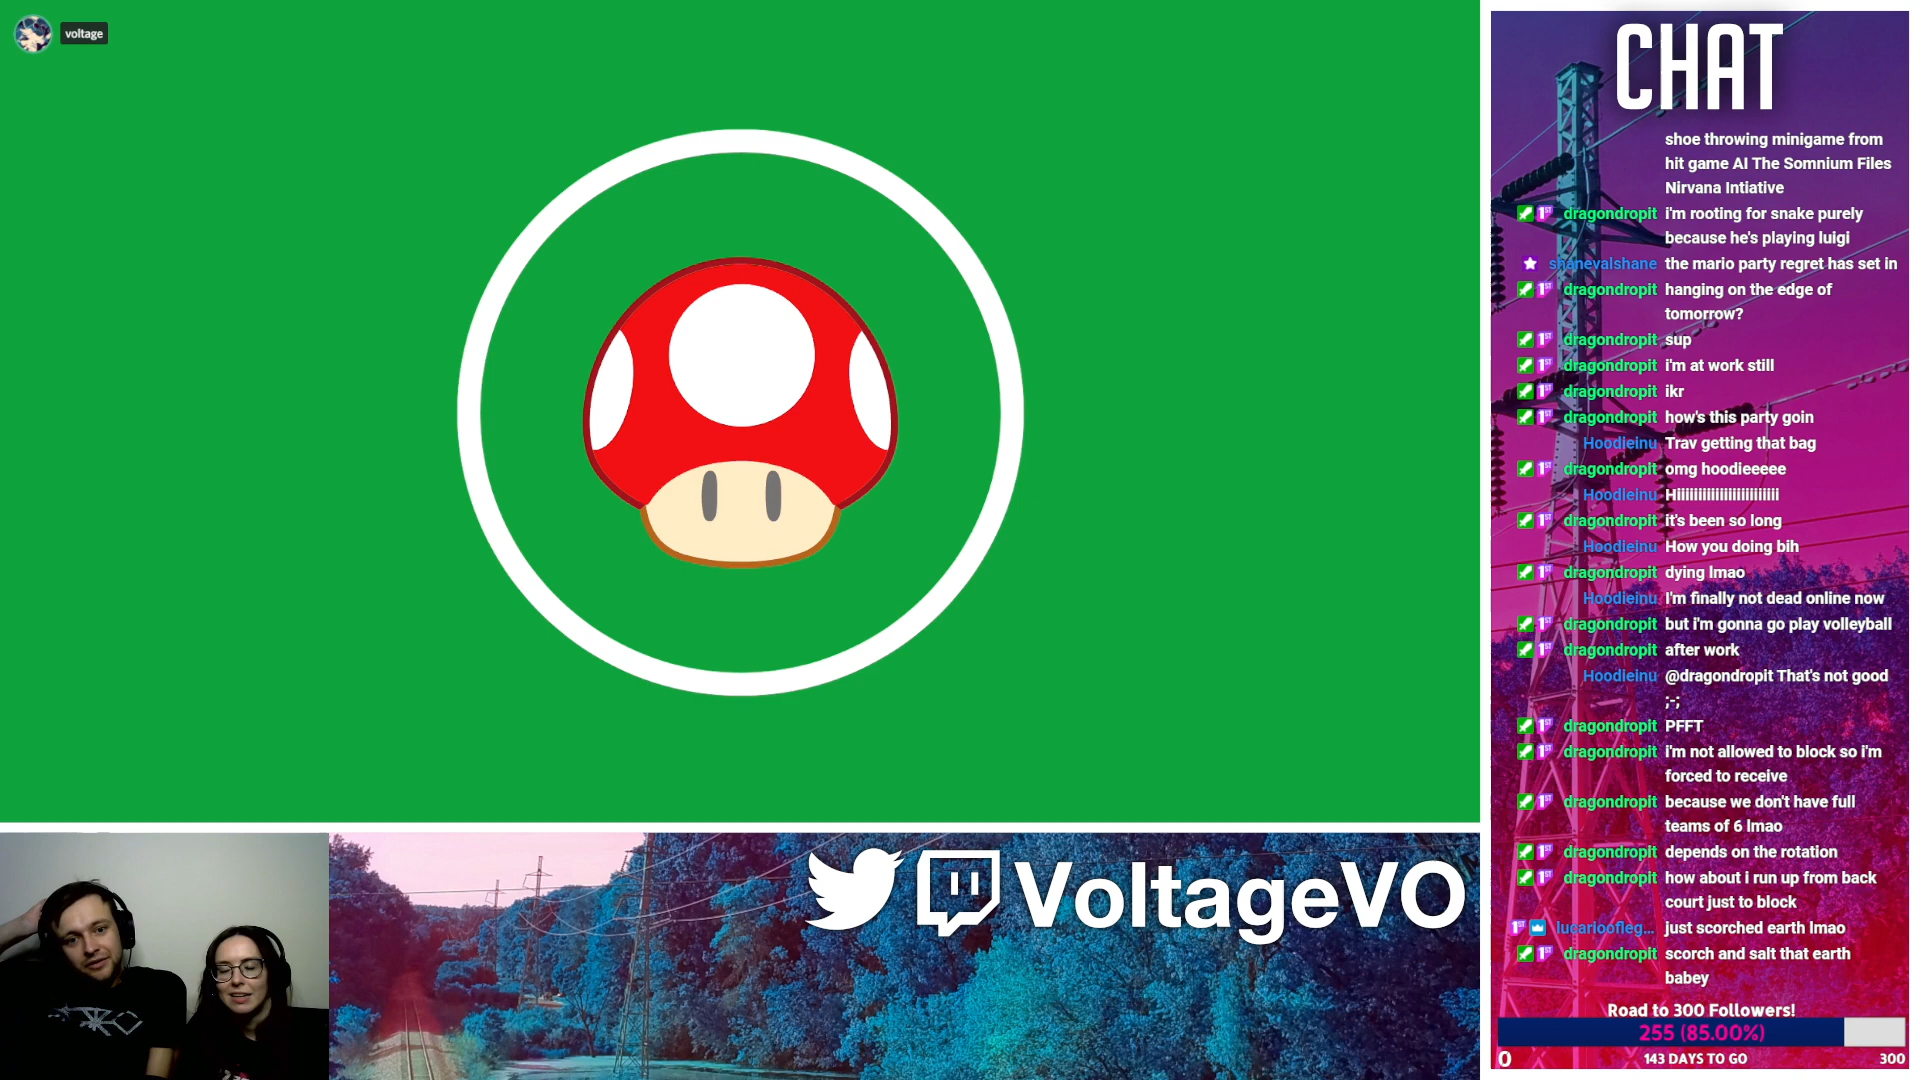 voltage
CHAT
shoe throwing minigame from
hit game AI The Somnium Files
Nirvana Intiative
dragondropit i'm rooting for snake purely
because he's playing luigi
shanevalshane the mario party regret has set in
dragondropit hanging on the edge of
tomorrow?
dragondropit sup
dragondropit i'm at work still
dragondropit ikr
dragondropit how's this party goin
Hoodieinu Trav getting that bag
dragondropit omg hoodieeeee
Hoodieinu Hiiiiiiiiiiiiiiiiiiiiiiiii
dragondropit it's been so long
Hoodieinu How you doing bih
dragondropit dying lmao
Hoodieinu I'm finally not dead online now
dragondropit but i'm gonna go play volleyball
dragondropit after work
Hoodieinu @dragondropit That's not good
;-;
dragondropit PFFT
dragondropit i'm not allowed to block so i'm
forced to receive
dragondropit because we don't have full
teams of 6 lmao
dragondropit depends on the rotation
dragondropit how about i run up from back
court just to block
lucarioofleg... just scorched earth lmao
dragondropit scorch and salt that earth
babey
Road to 300 Followers!
255 (85.00%)
0 143 DAYS TO GO 300
VoltageVO